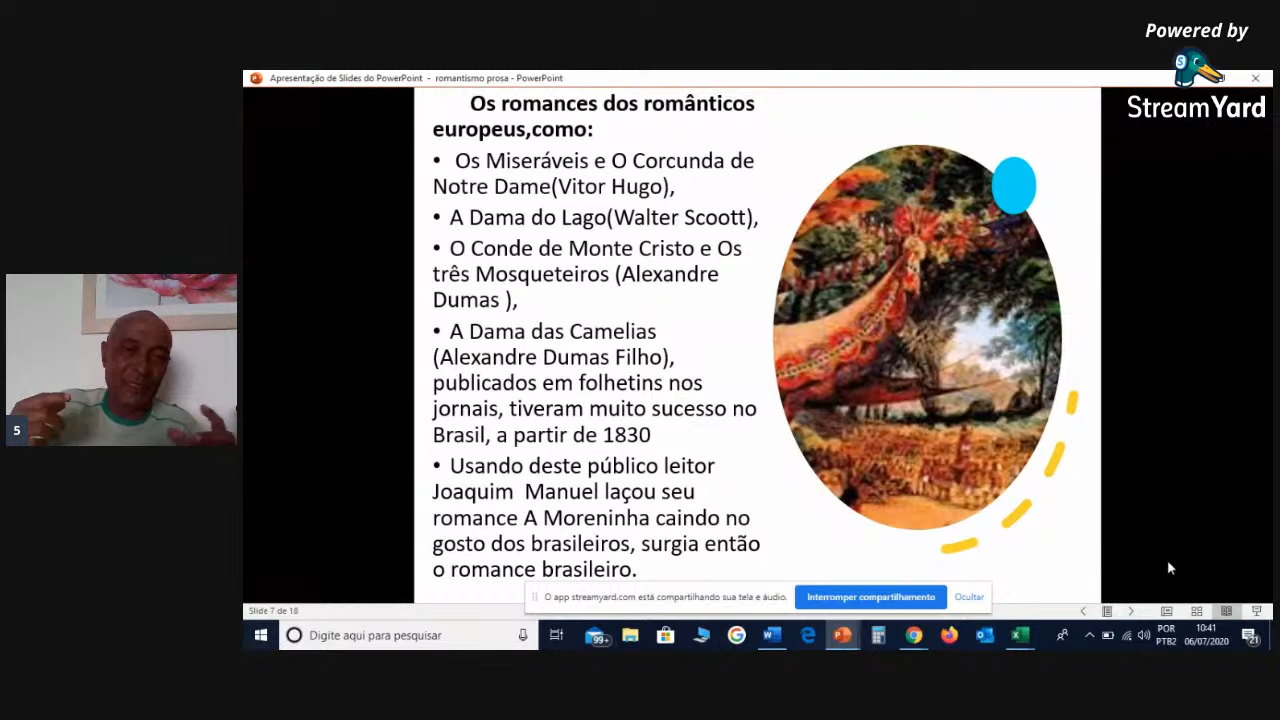 Powered by
StreamYard
Apresentação de Slides do PowerPoint - romantismo prosa - PowerPoint
Os romances dos românticos
europeus,como:
• Os Miseráveis e O Corcunda de
Notre Dame(Vitor Hugo),
• A Dama do Lago(Walter Scoott),
• O Conde de Monte Cristo e Os
três Mosqueteiros (Alexandre
Dumas ),
• A Dama das Camelias
(Alexandre Dumas Filho),
publicados em folhetins nos
jornais, tiveram muito sucesso no
Brasil, a partir de 1830
• Usando deste público leitor
Joaquim Manuel laçou seu
romance A Moreninha caindo no
gosto dos brasileiros, surgia então
o romance brasileiro.
5
O app streamyard.com está compartilhando sua tela e áudio.
Interromper compartilhamento
Ocultar
Slide 7 de 18
Digite aqui para pesquisar
99+
POR
PTB2
10:41
06/07/2020
21